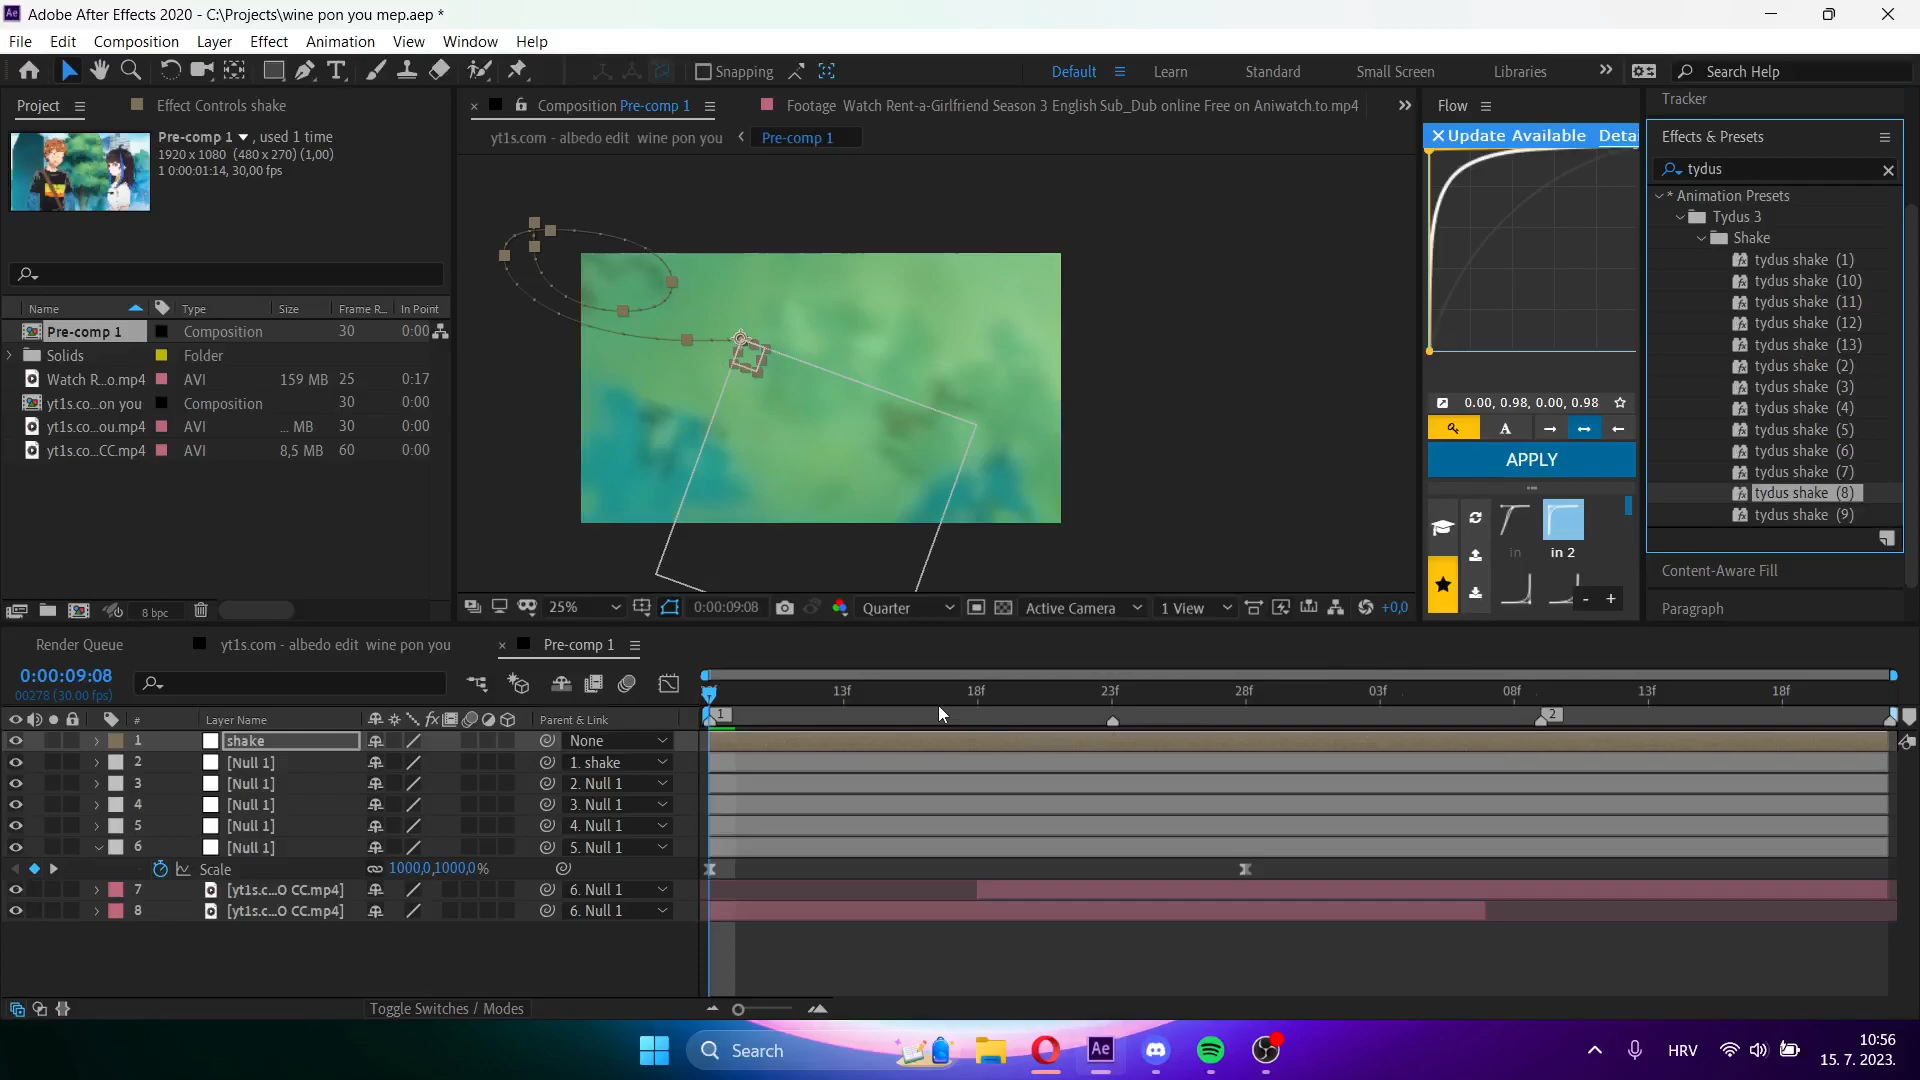 Adobe After Effects 2020 - C:\Projects\wine pon you mep.aep *
File Edit Composition Layer Effect Animation View Window Help
Snapping Default Learn Standard Small Screen Libraries Search Help
Project Effect Controls shake
Pre-comp 1 , used 1 time
1920 x 1080 (480 x 270) (1,00)
1 0:00:01:14, 30,00 fps
Name Type Size Frame R... In Point
Pre-comp 1 Composition 30 0:00
Solids Folder
Watch R...o.mp4 AVI 159 MB 25 0:17
yt1s.co...on you Composition 30 0:00
yt1s.co...ou.mp4 AVI ... MB 30 0:00
yt1s.co...CC.mp4 AVI 8,5 MB 60 0:00
8 bpc
Composition Pre-comp 1 Footage Watch Rent-a-Girlfriend Season 3 English Sub_Dub online Free on Aniwatch.to.mp4
yt1s.com - albedo edit wine pon you Pre-comp 1
25% 0:00:09:08 Quarter Active Camera 1 View +0,0
Flow
Update Available Detai
0.00, 0.98, 0.00, 0.98
A
APPLY
In in 2
Tracker
Effects & Presets
tydus
* Animation Presets
Tydus 3
Shake
tydus shake (1)
tydus shake (10)
tydus shake (11)
tydus shake (12)
tydus shake (13)
tydus shake (2)
tydus shake (3)
tydus shake (4)
tydus shake (5)
tydus shake (6)
tydus shake (7)
tydus shake (8)
tydus shake (9)
Content-Aware Fill
Paragraph
Render Queue yt1s.com - albedo edit wine pon you Pre-comp 1
0:00:09:08
00278 (30.00 fps)
13f 18f 23f 28f 03f 08f 13f 18f
1 2
# Layer Name Parent & Link
1 shake None
2 [Null 1] 1. shake
3 [Null 1] 2. Null 1
4 [Null 1] 3. Null 1
5 [Null 1] 4. Null 1
6 [Null 1] 5. Null 1
Scale 1000,0,1000,0%
7 [yt1s.c...O CC.mp4] 6. Null 1
8 [yt1s.c...O CC.mp4] 6. Null 1
Toggle Switches / Modes
Search Ae HRV 10:56
15. 7. 2023.